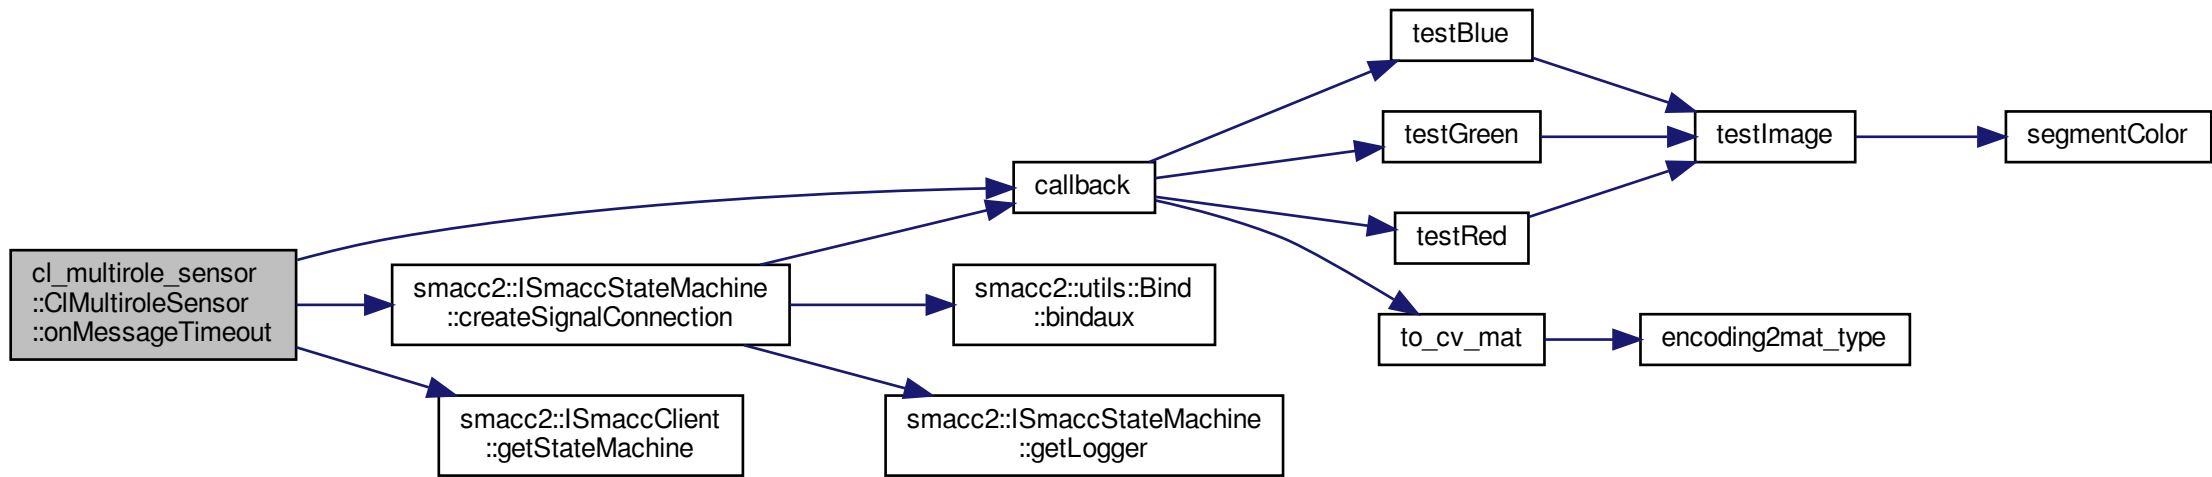 cl_multirole_sensor
::ClMultiroleSensor
::onMessageTimeout
smacc2::ISmaccStateMachine
::createSignalConnection
smacc2::ISmaccClient
::getStateMachine
callback
smacc2::utils::Bind
::bindaux
smacc2::ISmaccStateMachine
::getLogger
testBlue
testGreen
testRed
to_cv_mat
testImage
encoding2mat_type
segmentColor